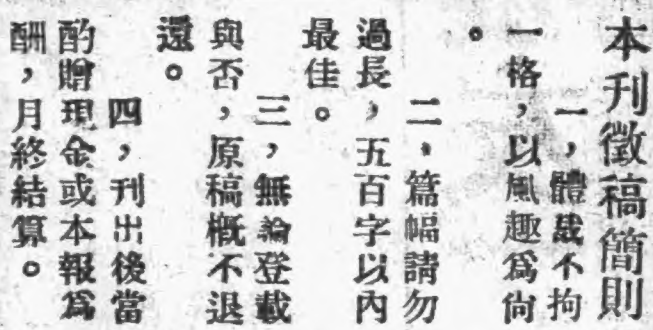 本刊徵稿簡則
一，體裁不拘
一格，以風趣爲尙
。
二，篇幅請勿
過長，五百字以內
最佳。
三，無論登載
與否，原稿概不退
還。
四，刊出後當
酌贈現金或本報爲
酬，月終結算。